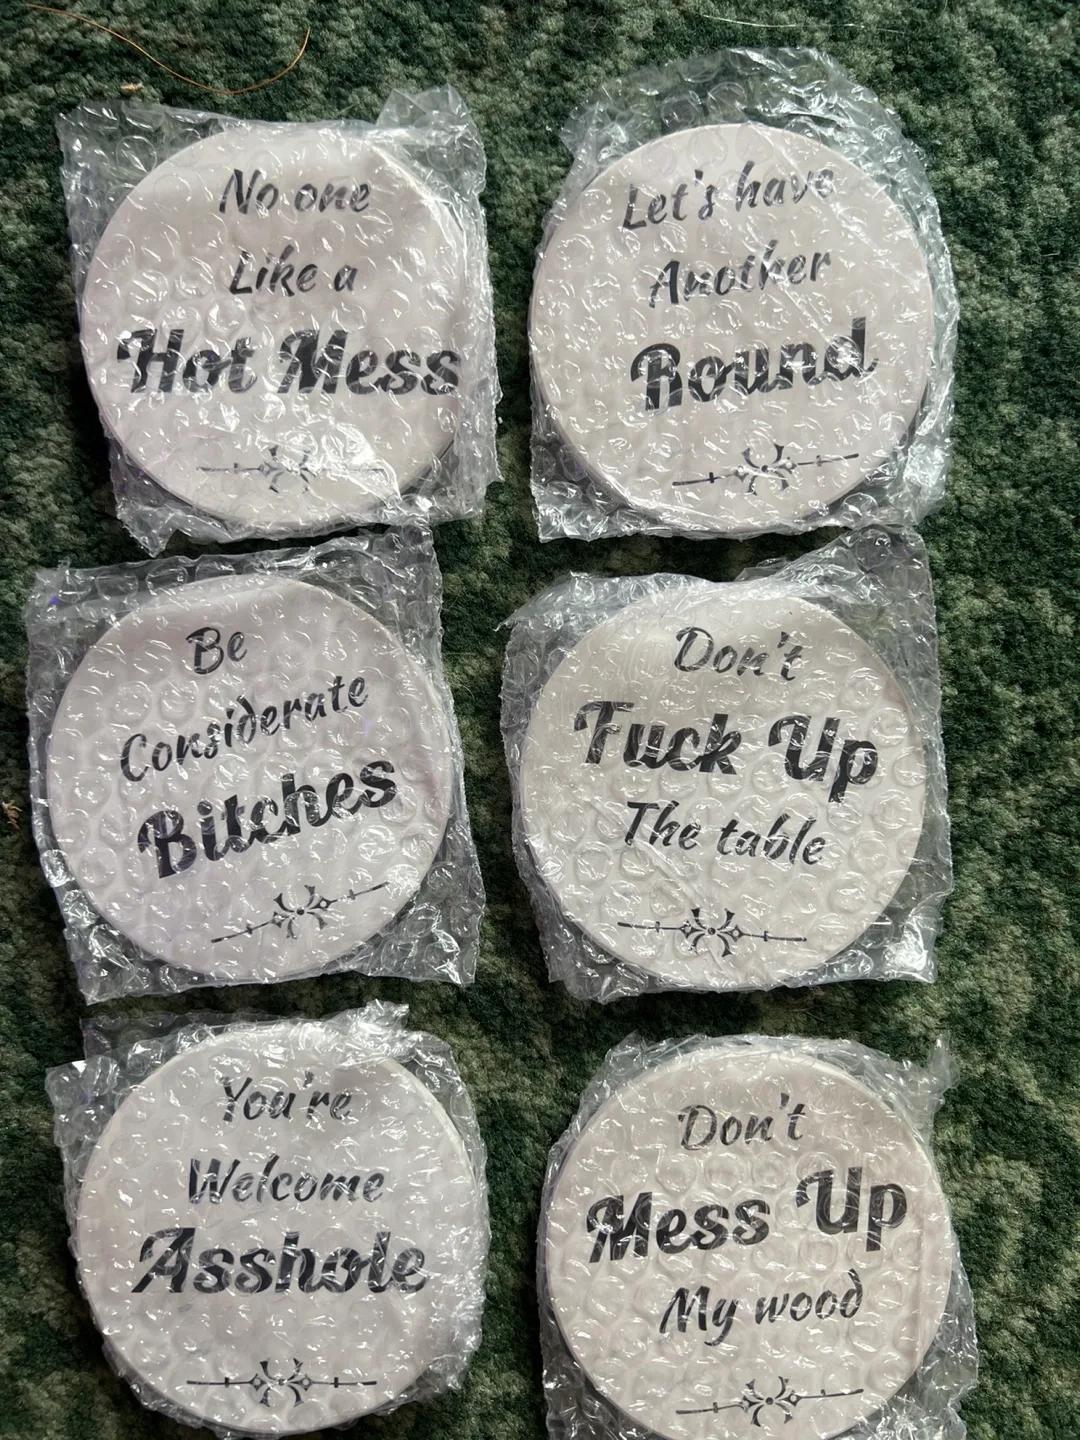 No one
Like a
Hot Mess
Let's have
Another
Round
Be
Considerate
Bitches
Don't
Fuck Up
The table
You're
Welcome
Asshole
Don't
Mess Up
My wood